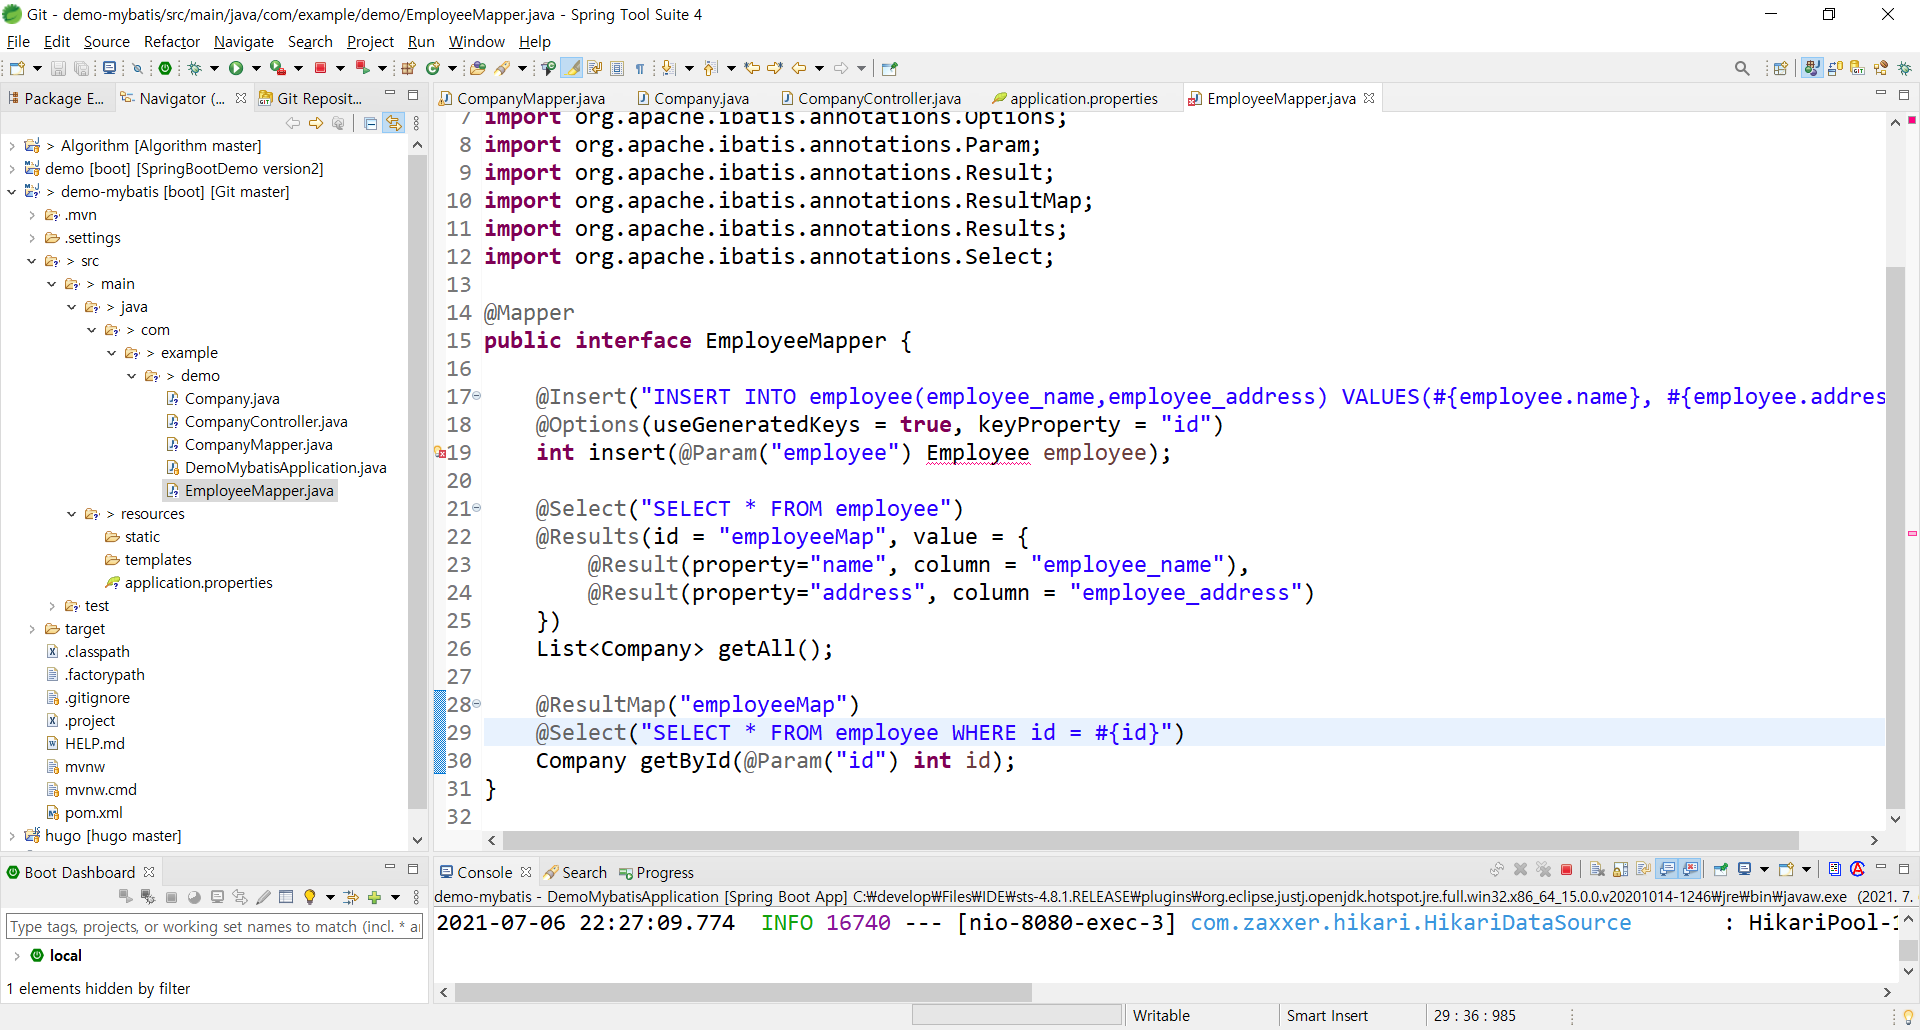 Git - demo-mybatis/src/main/java/com/example/demo/EmployeeMapper.java - Spring Tool Suite 4
File Edit Source Refactor Navigate Search Project Run Window Help
Package E... Navigator (... Git Reposit...
> Algorithm [Algorithm master]
demo [boot] [SpringBootDemo version2]
> demo-mybatis [boot] [Git master]
.mvn
.settings
> src
> main
> java
> com
> example
> demo
Company.java
CompanyController.java
CompanyMapper.java
DemoMybatisApplication.java
EmployeeMapper.java
> resources
static
templates
application.properties
test
target
.classpath
.factorypath
.gitignore
.project
HELP.md
mvnw
mvnw.cmd
pom.xml
hugo [hugo master]
CompanyMapper.java Company.java CompanyController.java application.properties EmployeeMapper.java
7 import org.apache.ibatis.annotations.Options;
8 import org.apache.ibatis.annotations.Param;
9 import org.apache.ibatis.annotations.Result;
10 import org.apache.ibatis.annotations.ResultMap;
11 import org.apache.ibatis.annotations.Results;
12 import org.apache.ibatis.annotations.Select;
13
14 @Mapper
15 public interface EmployeeMapper {
16
17 @Insert("INSERT INTO employee(employee_name,employee_address) VALUES(#{employee.name}, #{employee.addres
18 @Options(useGeneratedKeys = true, keyProperty = "id")
19 int insert(@Param("employee") Employee employee);
20
21 @Select("SELECT * FROM employee")
22 @Results(id = "employeeMap", value = {
23 @Result(property="name", column = "employee_name"),
24 @Result(property="address", column = "employee_address")
25 })
26 List<Company> getAll();
27
28 @ResultMap("employeeMap")
29 @Select("SELECT * FROM employee WHERE id = #{id}")
30 Company getById(@Param("id") int id);
31 }
32
Boot Dashboard
Type tags, projects, or working set names to match (incl. * a
local
1 elements hidden by filter
Console Search Progress
demo-mybatis - DemoMybatisApplication [Spring Boot App] C:₩develop₩Files₩IDE₩sts-4.8.1.RELEASE₩plugins₩org.eclipse.justj.openjdk.hotspot.jre.full.win32.x86_64_15.0.0.v20201014-1246₩jre₩bin₩javaw.exe (2021. 7.
2021-07-06 22:27:09.774 INFO 16740 --- [nio-8080-exec-3] com.zaxxer.hikari.HikariDataSource : HikariPool-1
Writable Smart Insert 29 : 36 : 985